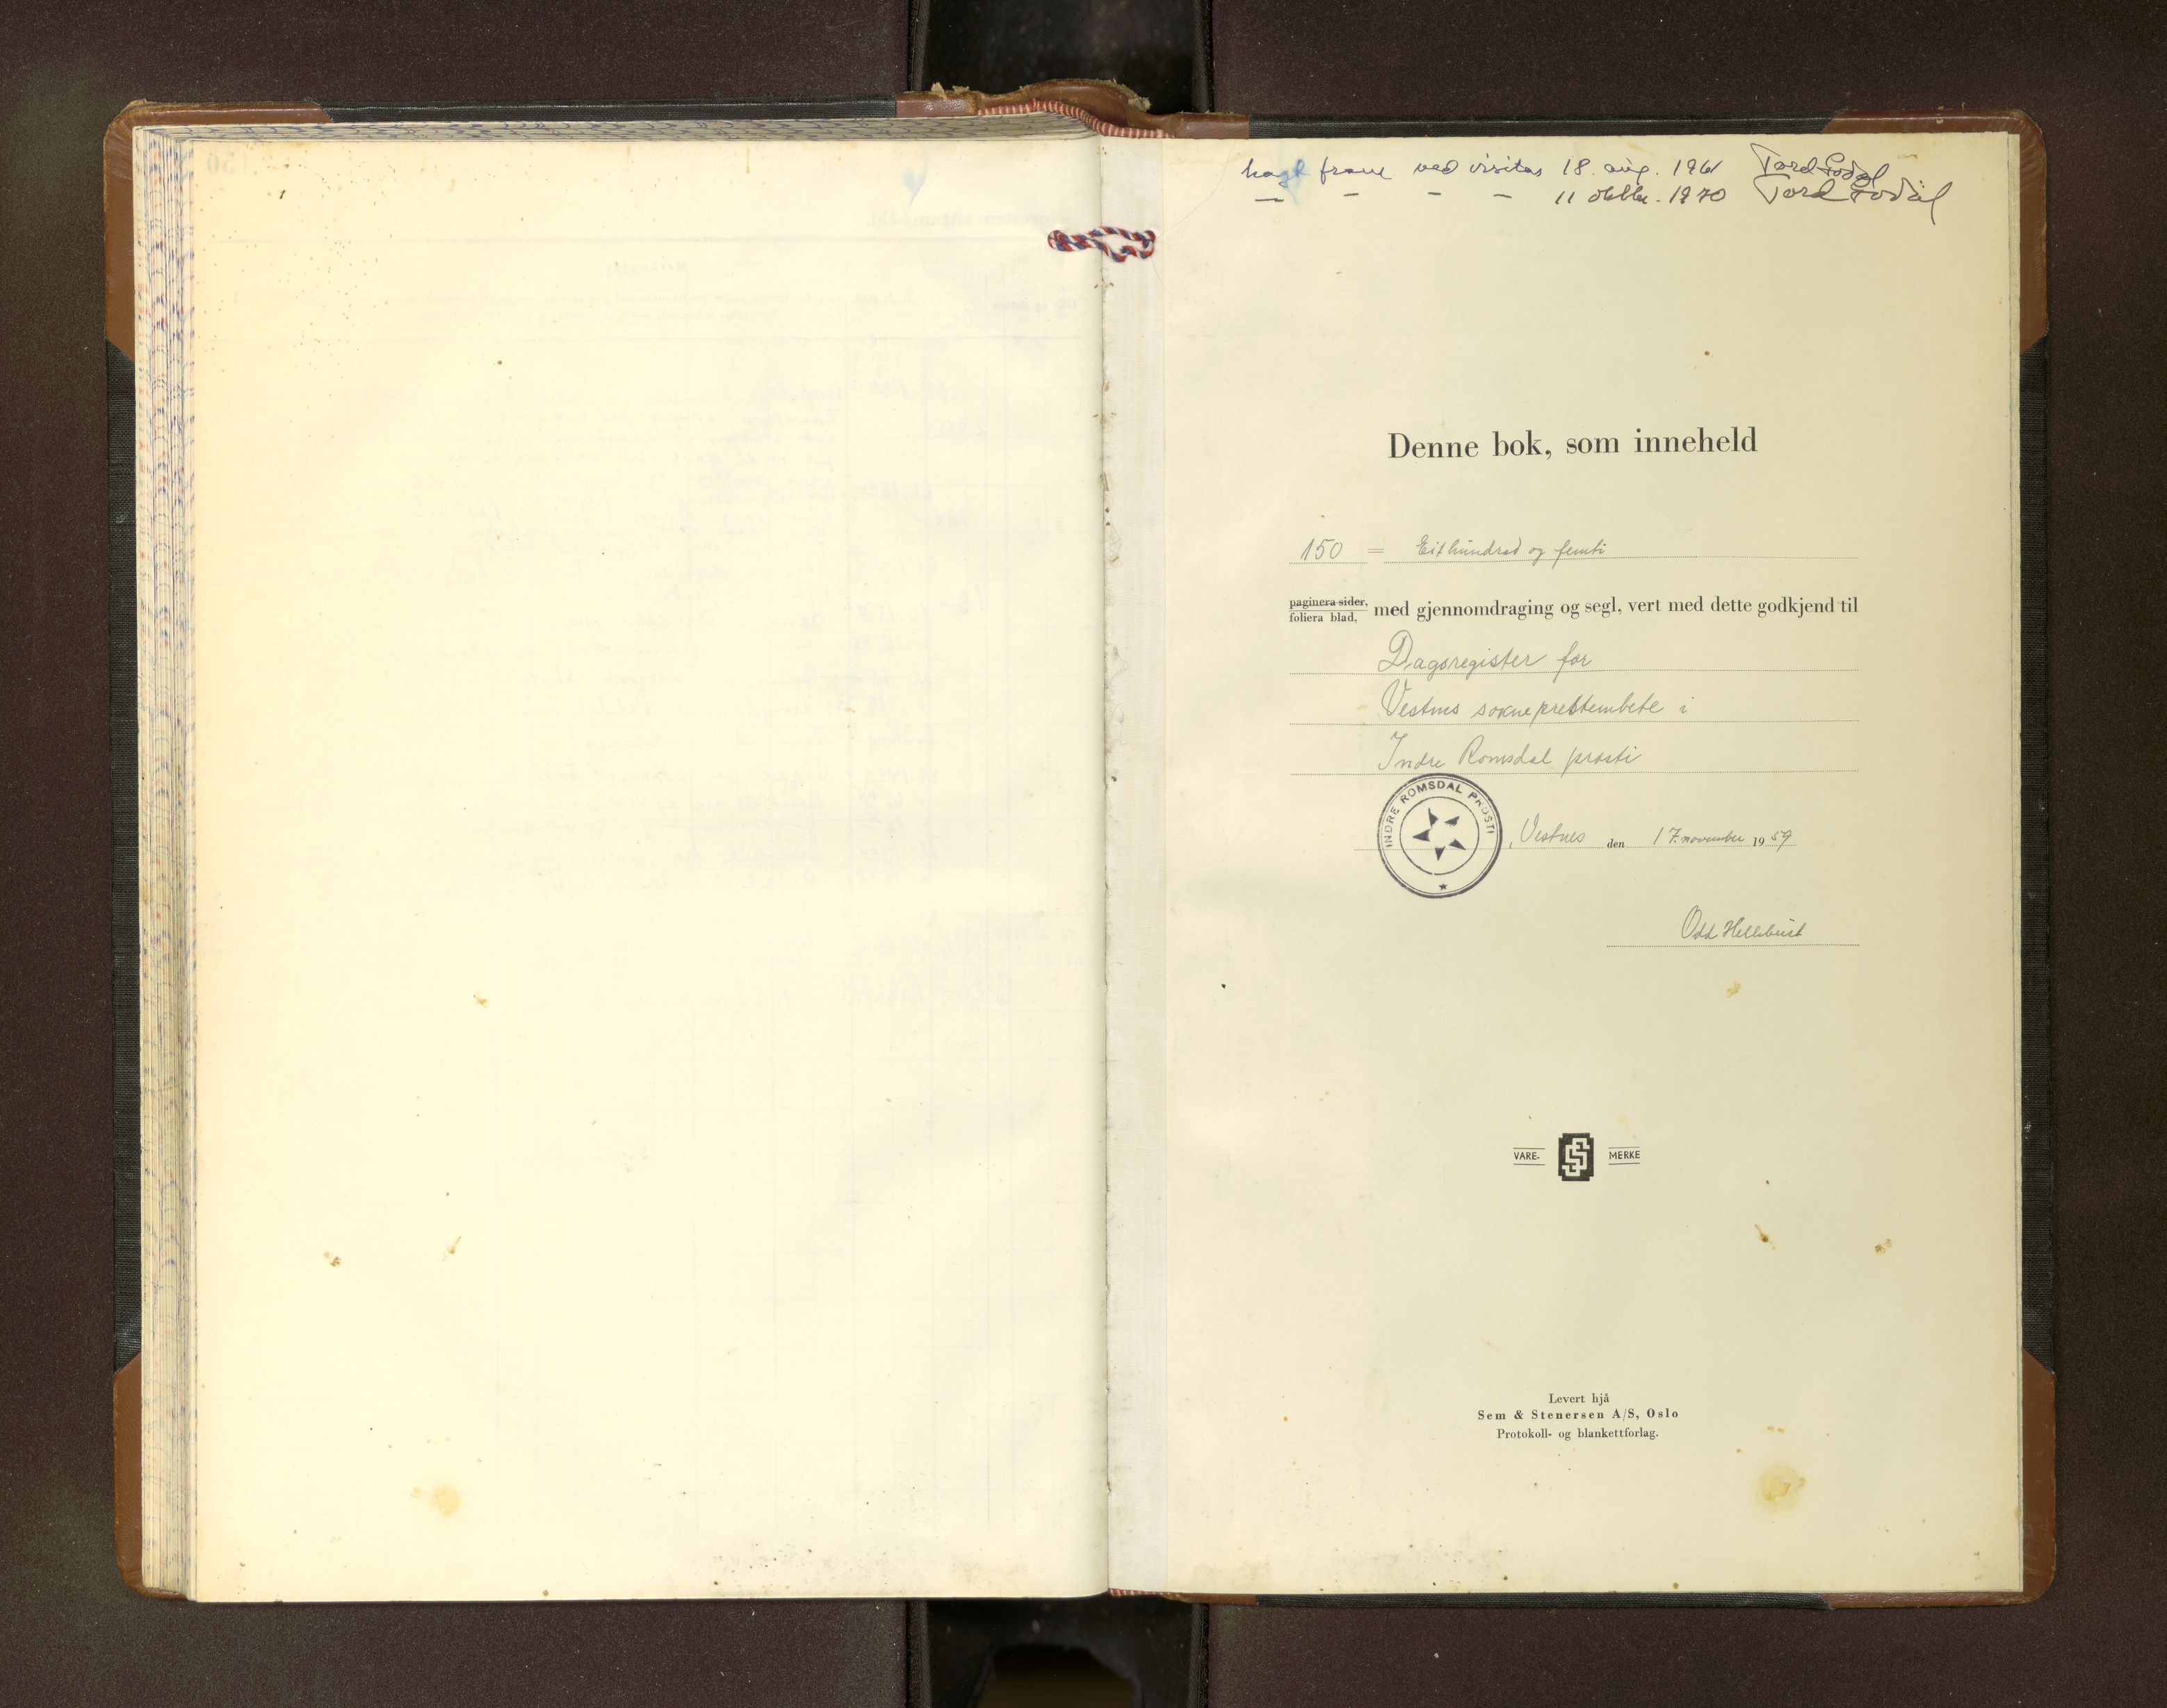 lagt fram ved visitas 18. aug. 1961 Tord Godal
— — — — 11 oktbr. 1970 Tord Godal
Denne bok, som inneheld
150 = Eithundred og femti
paginera sider,
foliera blad, med gjennomdraging og segl, vert med dette godkjend til
Dagsregister for
Vestnes sokneprestembete i
Indre Romsdal prosti
INDRE ROMSDAL PROSTI
, Vestnes den 17. november 1959
Odd Hellebust
VARE- SS MERKE
Levert hjå
Sem & Stenersen A/S, Oslo
Protokoll- og blankettforlag.